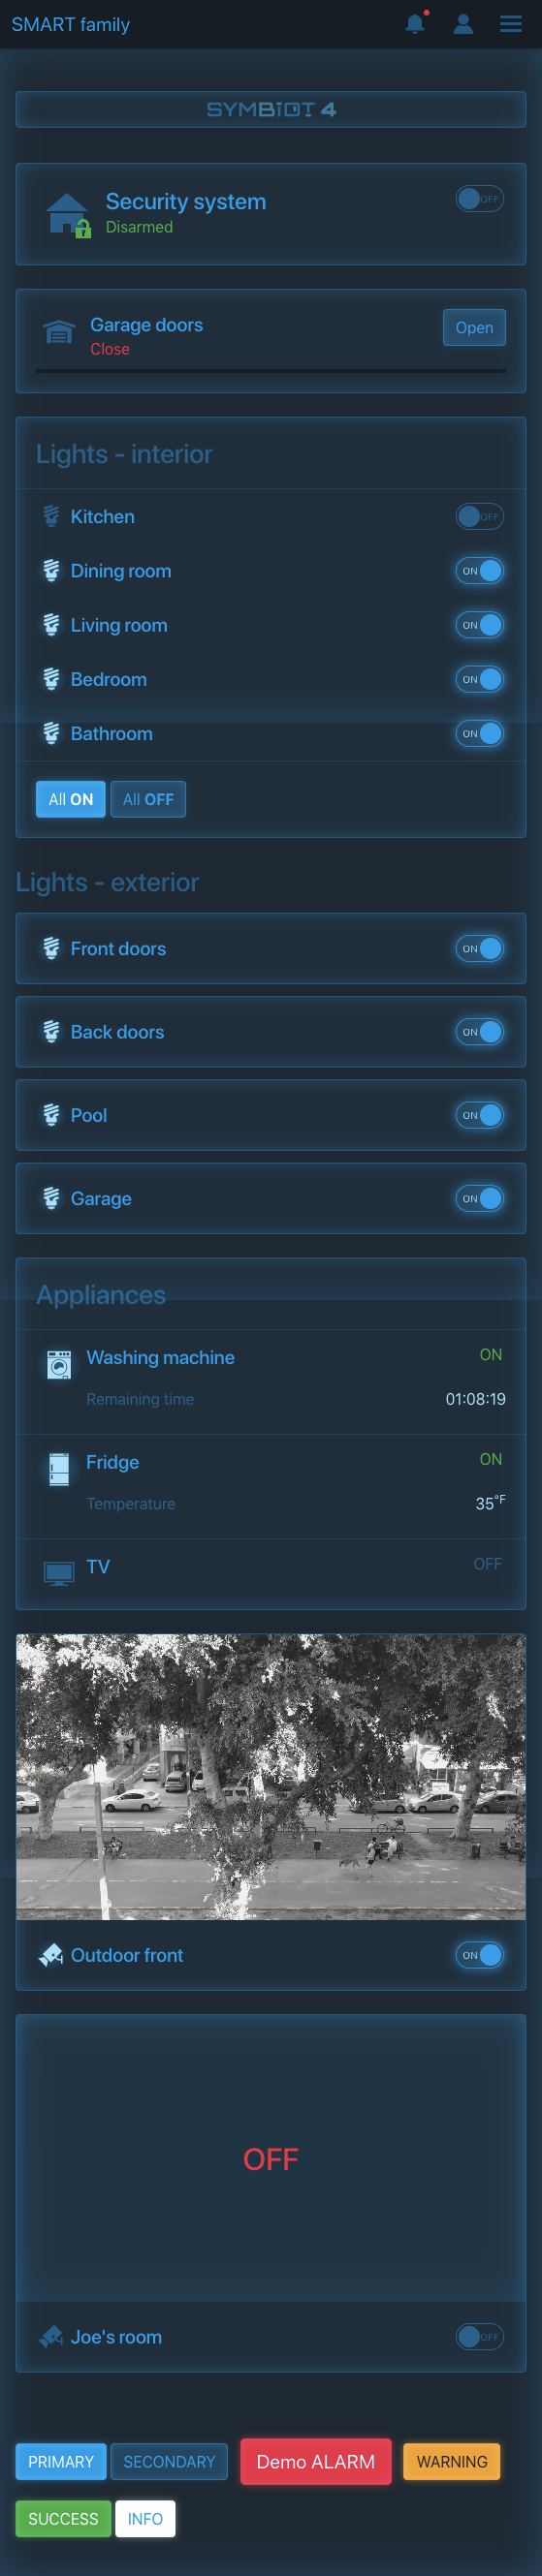 SMART family
SYMBIOT 4
Security system
OFF
Disarmed
Garage doors
Open
Close
Lights - interior
Kitchen
OFF
Dining room
ON
Living room
ON
Bedroom
ON
Bathroom
ON
All ON
All OFF
Lights - exterior
Front doors
ON
Back doors
ON
Pool
ON
Garage
ON
Appliances
Washing machine
ON
Remaining time
01:08:19
Fridge
ON
Temperature
35°F
TV
OFF
Outdoor front
ON
OFF
Joe's room
OFF
PRIMARY
SECONDARY
Demo ALARM
WARNING
SUCCESS
INFO